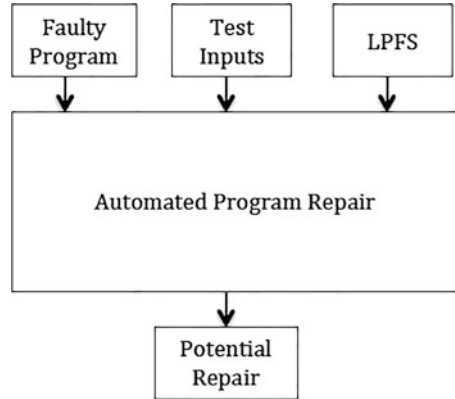 Faulty
Program
Test
Inputs
LPFS
Automated Program Repair
Potential
Repair